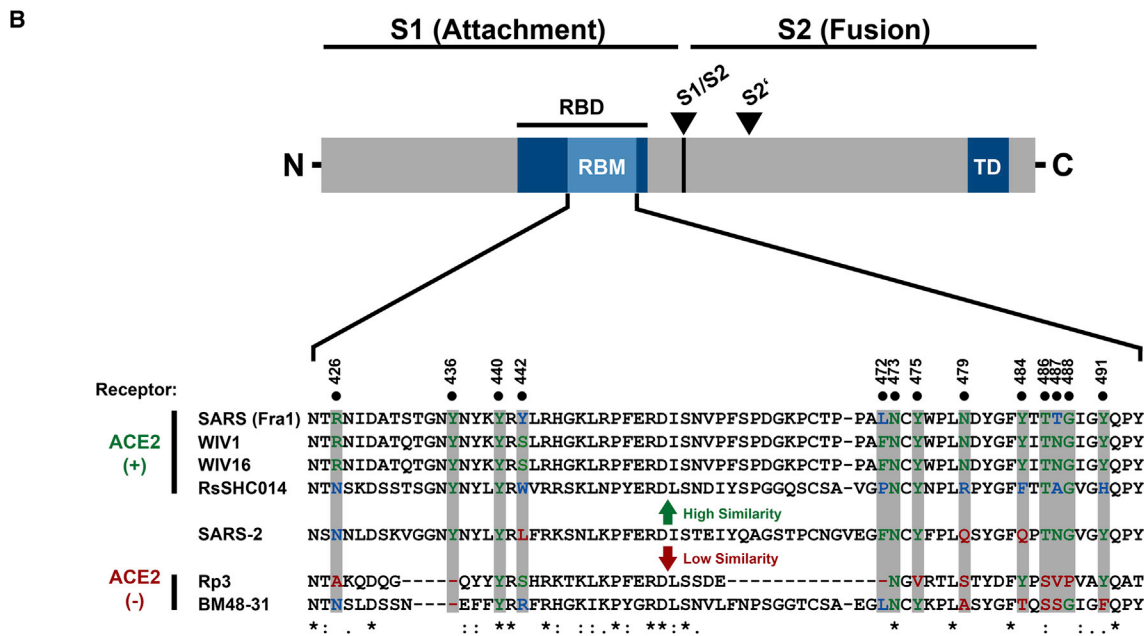 B
S1 (Attachment)
S2 (Fusion)
RBD
S1/S2
S2‘
N
RBM
TD
C
Receptor:
426
436
440
442
472
473
475
479
484
486
487
488
491
ACE2
(+)
SARS (Fra1) NTRNIDATSTGNYNYKYRYLRHGKLRPFERDISNVPFSPDGKPCTP-PALNCYWPLNDYGFYTTTGIGYQPY
WIV1 NTRNIDATQTGNYNYKYRSLRHGKLRPFERDISNVPFSPDGKPCTP-PAFNCYWPLNDYGFYITNGIGYQPY
WIV16 NTRNIDATQTGNYNYKYRSLRHGKLRPFERDISNVPFSPDGKPCTP-PAFNCYWPLNDYGFYITNGIGYQPY
RsSHC014 NTNSKDSSTSGNYNYLYRWVRRSKLNPYERDLSNDIYSPGGQSCSA-VGPNCYNPLRPYGFFTTAGVGHQPY
High Similarity
SARS-2 NSNNLDSKVGGNYNYLYRLFRKSNLKPFERDISTEIYQAGSTPCNGVEGFNCYFPLQSYGFQPTNGVGYQPY
Low Similarity
ACE2
(-)
Rp3 NTAKQDQG-----QYYYRSHRKTKLKPFERDLSSDE-------------NGVRTLSTYDFYPSVPVAYQAT
BM48-31 NTNSLDSSN----EFFYRRFRHGKIKPYGRDLSNVLFNPSGGTCSA-EGLNCYKPLASYGFTQSSGIGFQPY